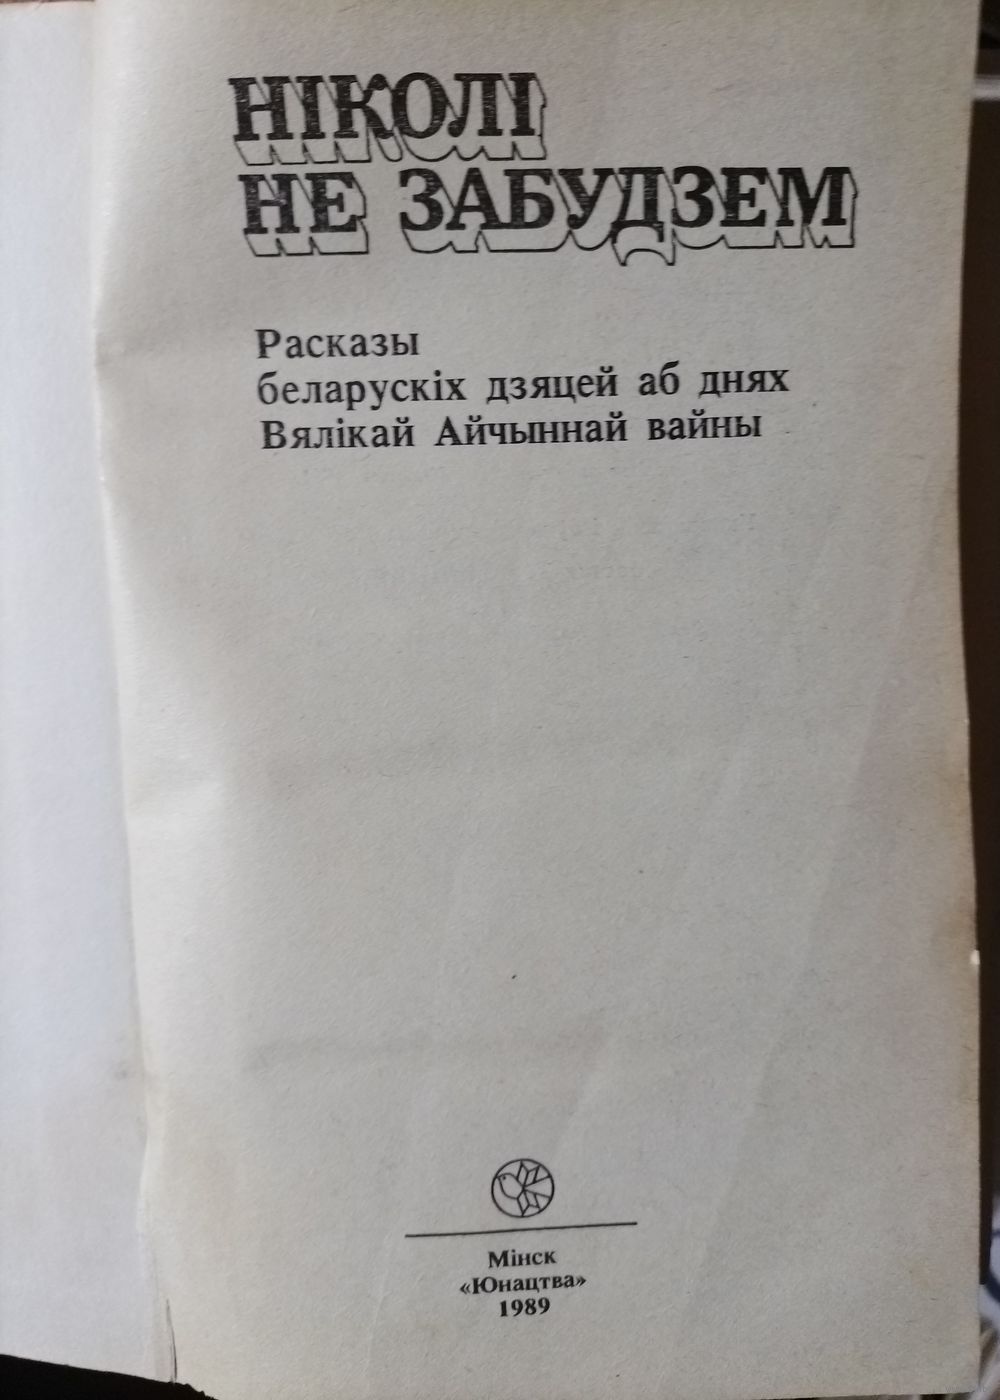 НІКОЛІ
НЕ ЗАБУДЗЕМ
Расказы
беларускіх дзяцей аб днях
Вялікай Айчыннай вайны
Мінск
«Юнацтва»
1989